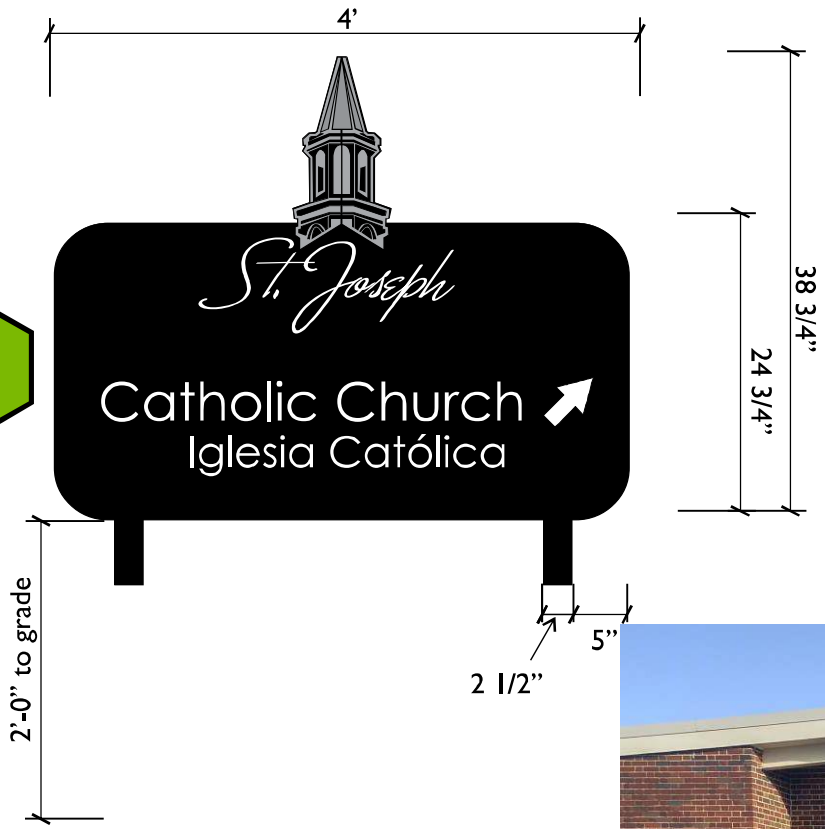 4'
St. Joseph
Catholic Church
Iglesia Católica
38 3/4”
24 3/4”
2'-0” to grade
2 1/2”
5”